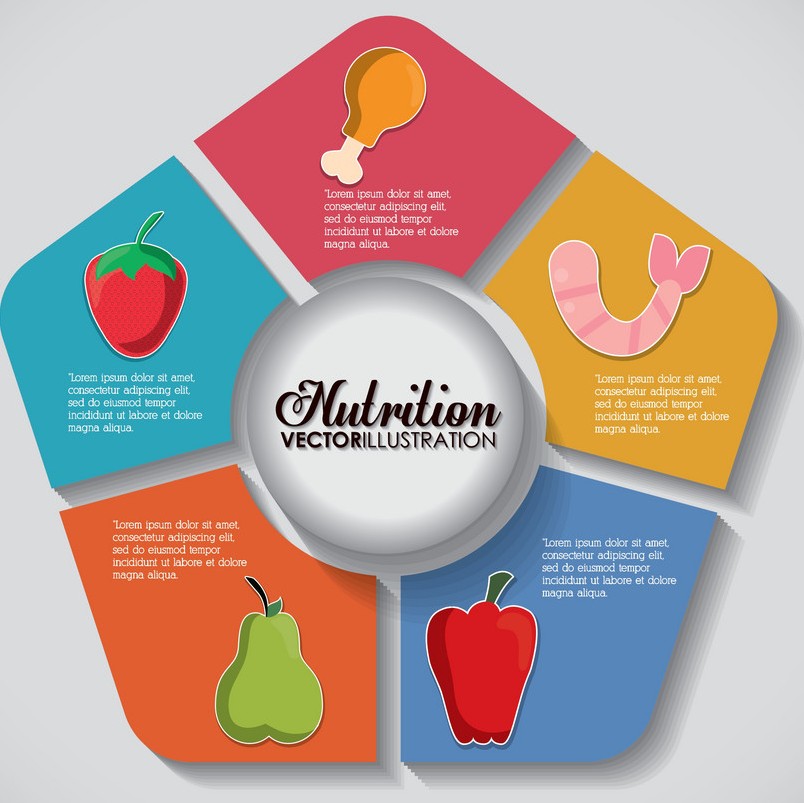 "Lorem ipsum dolor sit amet,
consectetur adipiscing elit,
sed do eiusmod tempor
incididunt ut labore et dolore
magna aliqua.
"Lorem ipsum dolor sit amet,
consectetur adipiscing elit,
sed do eiusmod tempor
incididunt ut labore et dolore
magna aliqua.
"Lorem ipsum dolor sit amet,
consectetur adipiscing elit,
sed do eiusmod tempor
incididunt ut labore et dolore
magna aliqua.
Nutrition
VECTORILLUSTRATION
"Lorem ipsum dolor sit amet,
consectetur adipiscing elit,
sed do eiusmod tempor
incididunt ut labore et dolore
magna aliqua.
"Lorem ipsum dolor sit amet,
consectetur adipiscing elit,
sed do eiusmod tempor
incididunt ut labore et dolore
magna aliqua.